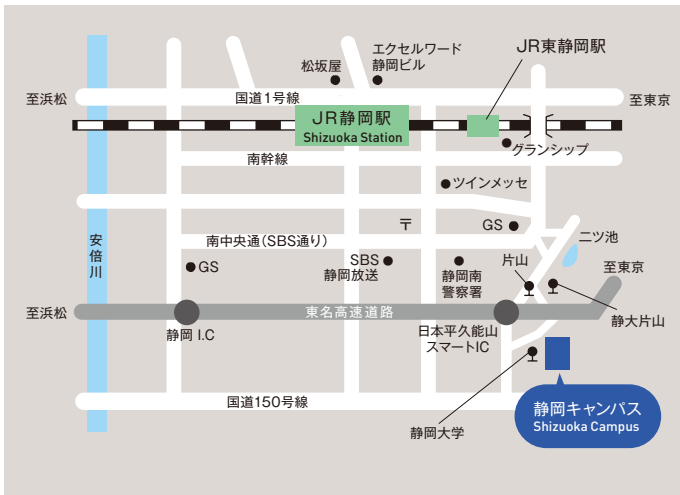 エクセルワード
静岡ビル
松坂屋
JR東静岡駅
至浜松
国道1号線
至東京
JR静岡駅
Shizuoka Station
グランシップ
南幹線
ツインメッセ
〒
GS
南中央通(SBS通り)
二ツ池
安倍川
GS
SBS
静岡放送
静岡南
警察署
片山
至東京
至浜松
東名高速道路
静大片山
静岡 I.C
日本平久能山
スマートIC
国道150号線
静岡大学
静岡キャンパス
Shizuoka Campus